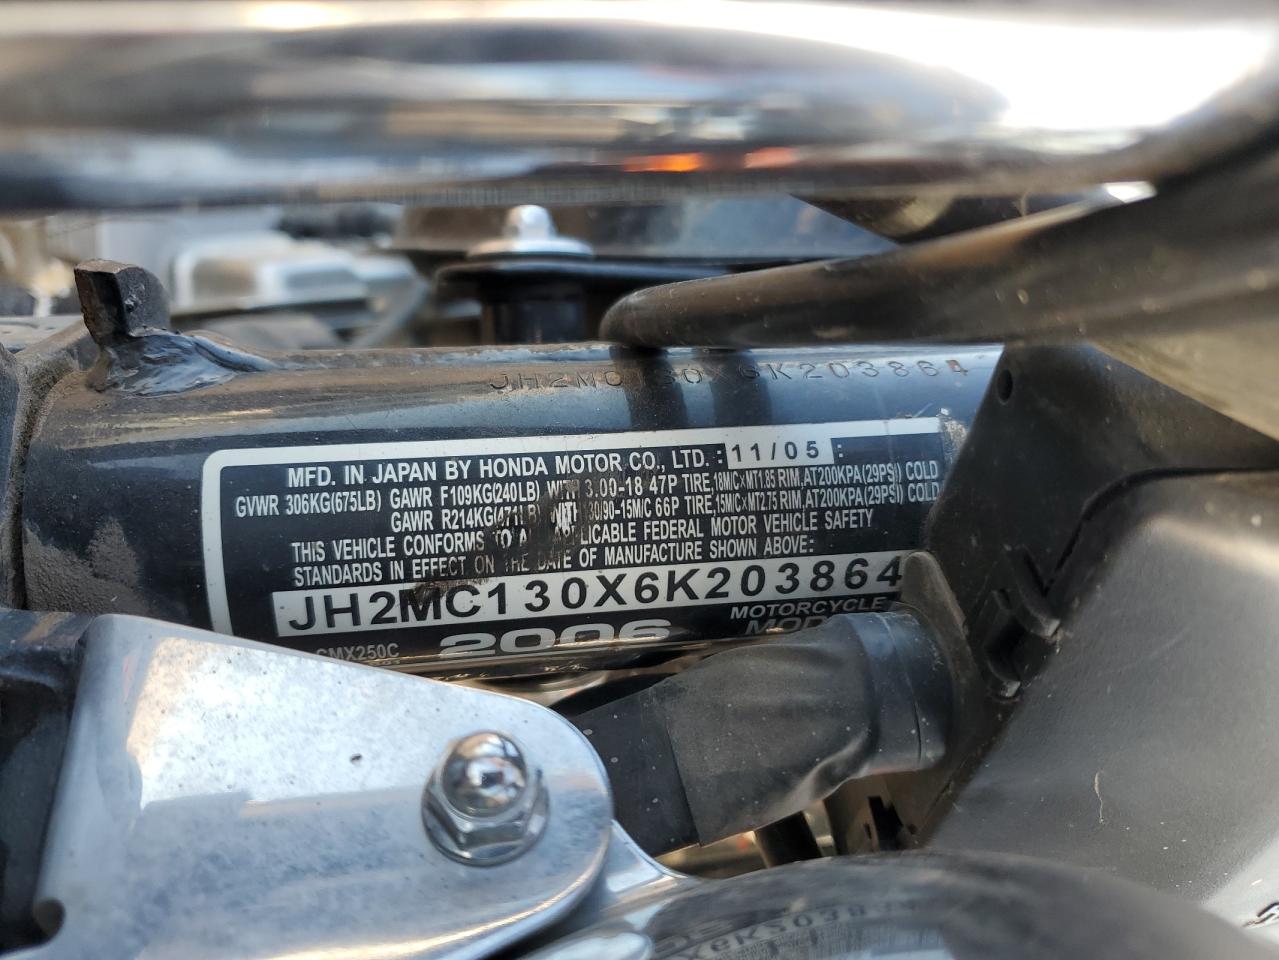 JH2MC130X6K203864
MFD. IN JAPAN BY HONDA MOTOR CO., LTD. : 11/05 :
GVWR 306KG(675LB) GAWR F109KG(240LB) WITH 3.00-18 47P TIRE,18M/C×MT1.85 RIM,AT200KPA(29PSI) COLD
GAWR R214KG(471LB) WITH 130/90-15M/C 66P TIRE,15M/C×MT2.75 RIM,AT200KPA(29PSI) COLD
THIS VEHICLE CONFORMS TO ALL APPLICABLE FEDERAL MOTOR VEHICLE SAFETY
STANDARDS IN EFFECT ON THE DATE OF MANUFACTURE SHOWN ABOVE:
JH2MC130X6K203864
CMX250C 2006 MOTORCYCLE